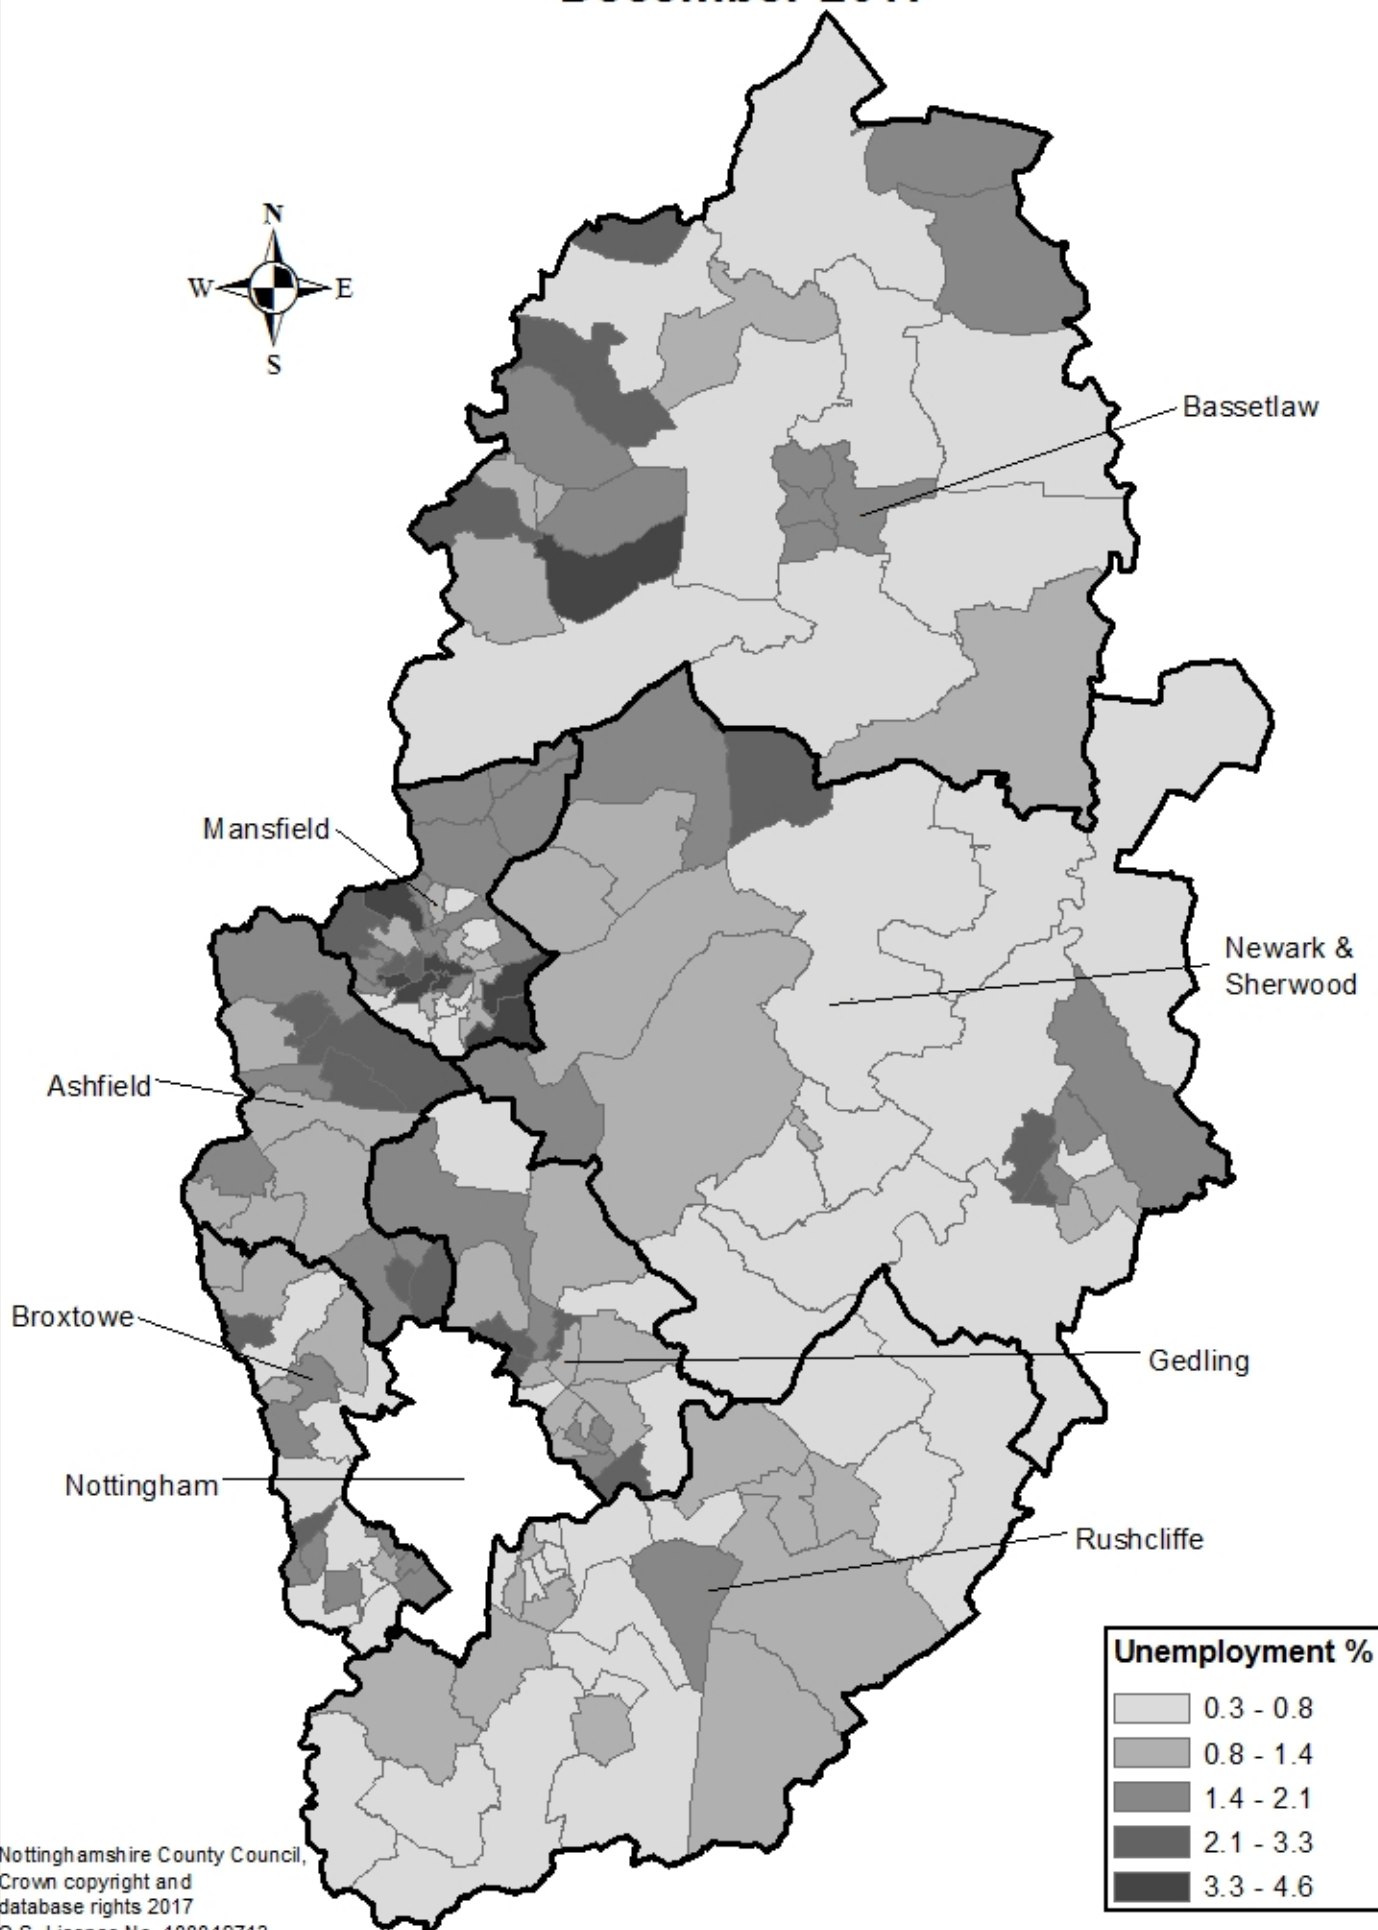 N
W
E
S
Bassetlaw
Mansfield
Newark &
Sherwood
Ashfield
Broxtowe
Gedling
Nottingham
Rushcliffe
Unemployment %
0.3 - 0.8
0.8 - 1.4
1.4 - 2.1
2.1 - 3.3
3.3 - 4.6
Nottinghamshire County Council,
Crown copyright and
database rights 2017